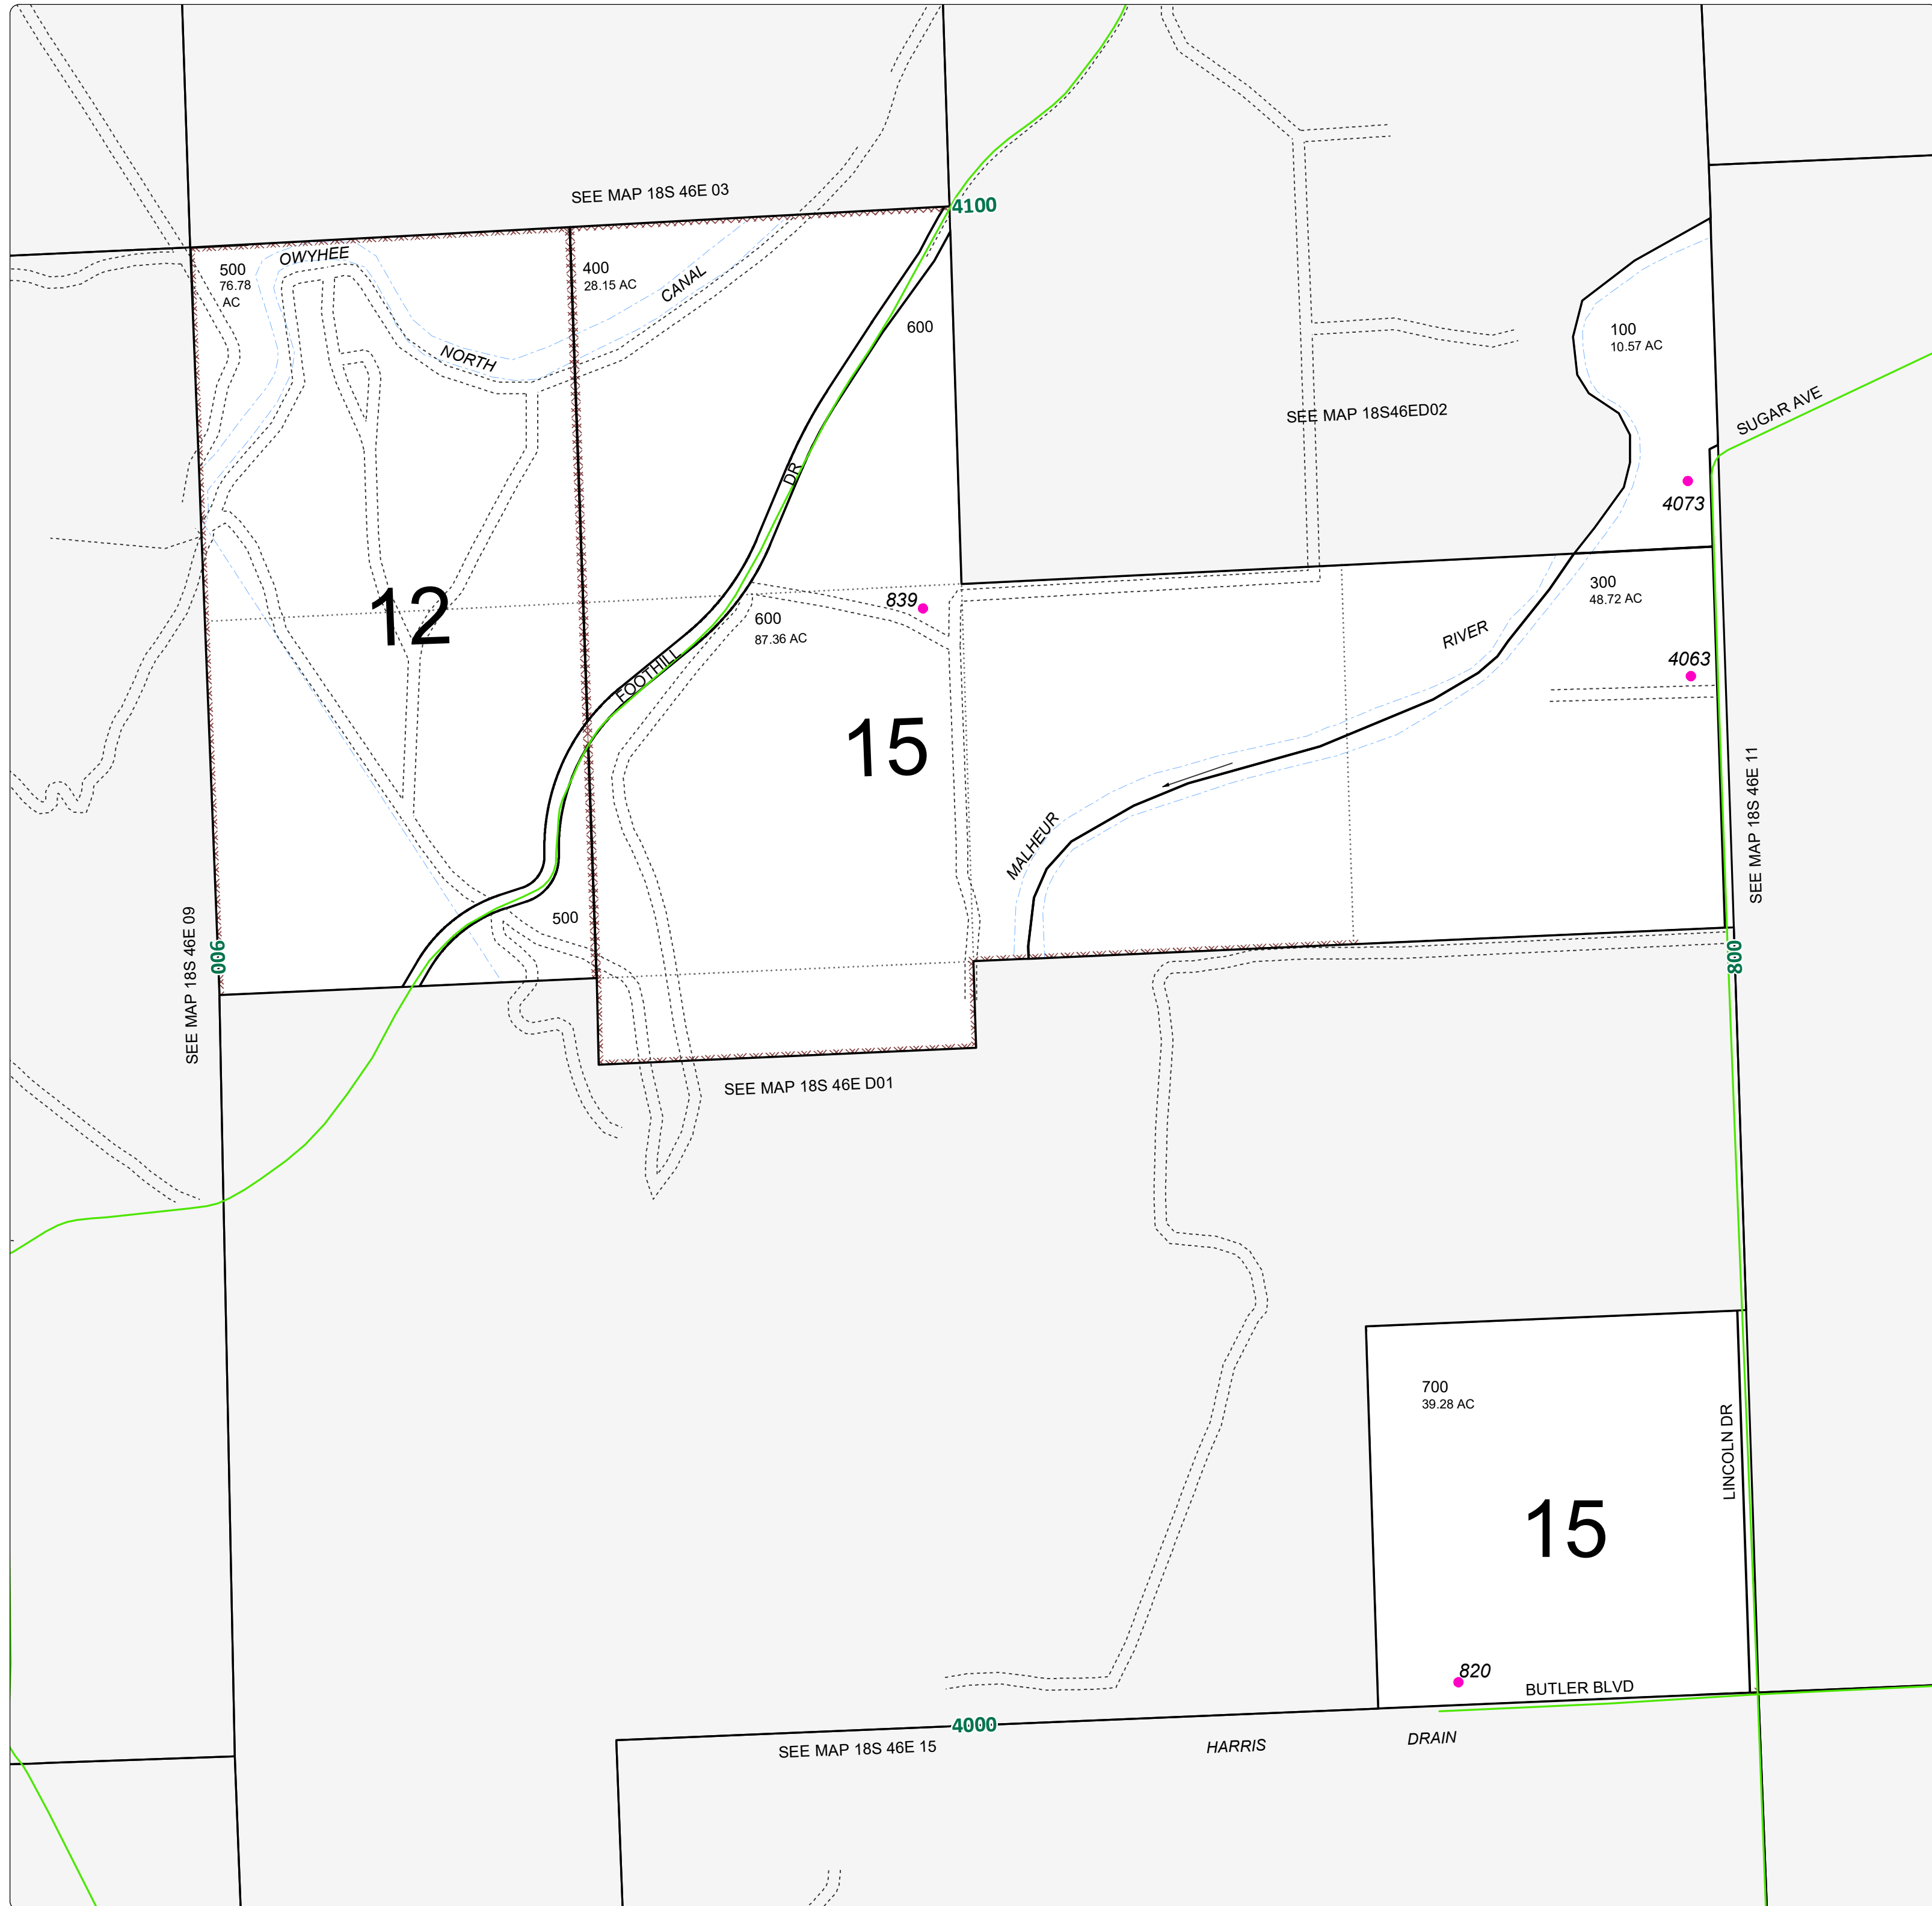 SEE MAP 18S 46E 03
4100
500
76.78
AC
OWYHEE
400
28.15 AC
CANAL
600
NORTH
100
10.57 AC
SEE MAP 18S46ED02
SUGAR AVE
DR
4073
12
839
600
87.36 AC
300
48.72 AC
RIVER
4063
FOOTHILL
15
MALHEUR
SEE MAP 18S 46E 11
500
SEE MAP 18S 46E 09
900
8000
SEE MAP 18S 46E D01
700
39.28 AC
LINCOLN DR
15
820
BUTLER BLVD
4000
SEE MAP 18S 46E 15
HARRIS
DRAIN